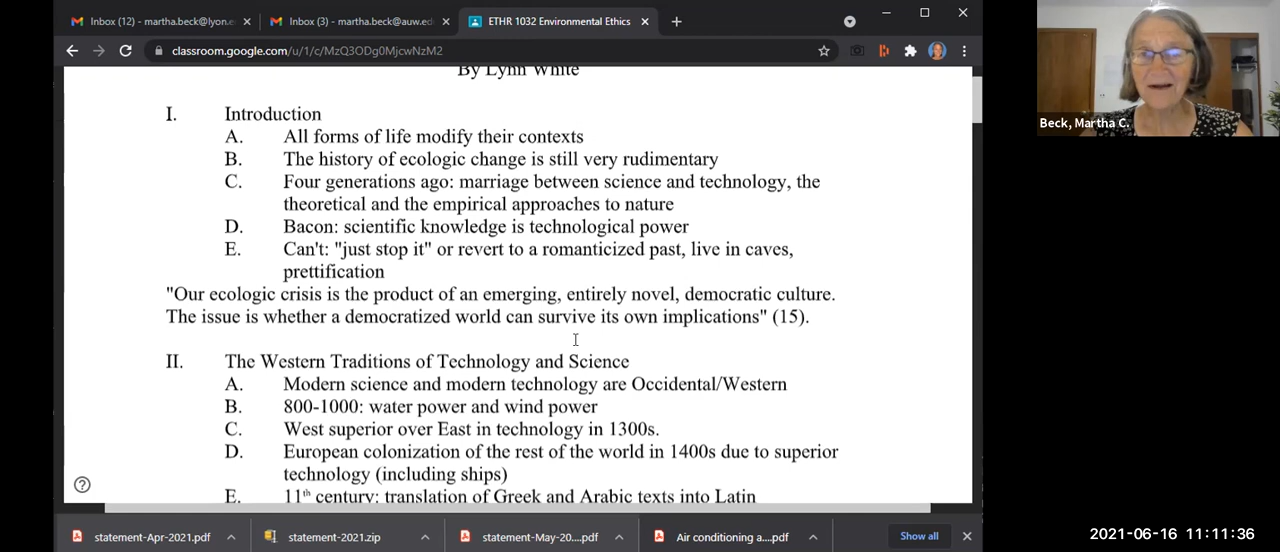 Inbox (12) - martha.beck@lyon.e
Inbox (3) - martha.beck@auw.ed
ETHR 1032 Environmental Ethics
classroom.google.com/u/1/c/MzQ3ODg0MjcwNzM2
By Lynn White
I. Introduction
A. All forms of life modify their contexts
B. The history of ecologic change is still very rudimentary
C. Four generations ago: marriage between science and technology, the
theoretical and the empirical approaches to nature
D. Bacon: scientific knowledge is technological power
E. Can't: "just stop it" or revert to a romanticized past, live in caves,
prettification
"Our ecologic crisis is the product of an emerging, entirely novel, democratic culture.
The issue is whether a democratized world can survive its own implications" (15).
II. The Western Traditions of Technology and Science
A. Modern science and modern technology are Occidental/Western
B. 800-1000: water power and wind power
C. West superior over East in technology in 1300s.
D. European colonization of the rest of the world in 1400s due to superior
technology (including ships)
E. 11th century: translation of Greek and Arabic texts into Latin
statement-Apr-2021.pdf
statement-2021.zip
statement-May-20....pdf
Air conditioning a....pdf
Show all
Beck, Martha C.
2021-06-16 11:11:36